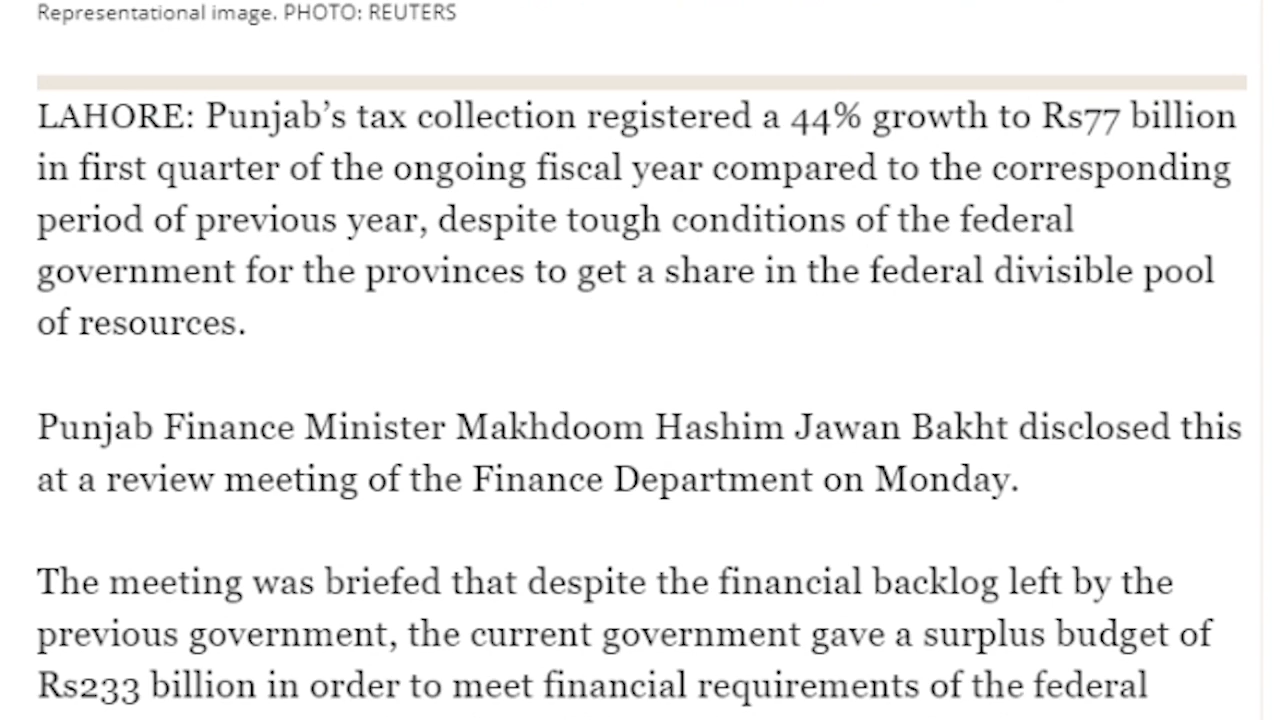 Representational image. PHOTO: REUTERS
LAHORE: Punjab’s tax collection registered a 44% growth to Rs77 billion
in first quarter of the ongoing fiscal year compared to the corresponding
period of previous year, despite tough conditions of the federal
government for the provinces to get a share in the federal divisible pool
of resources.
Punjab Finance Minister Makhdoom Hashim Jawan Bakht disclosed this
at a review meeting of the Finance Department on Monday.
The meeting was briefed that despite the financial backlog left by the
previous government, the current government gave a surplus budget of
Rs233 billion in order to meet financial requirements of the federal